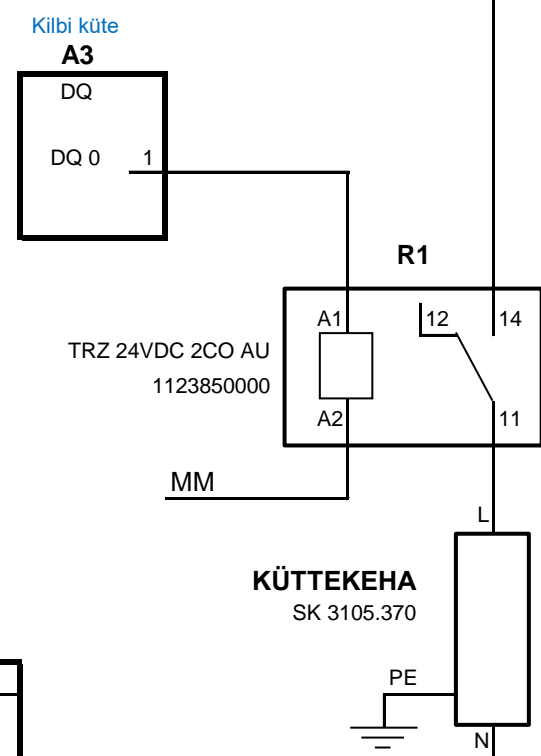 Kilbi küte
A3
DQ
DQ 0 1
R1
A1 12 14
TRZ 24VDC 2CO AU
1123850000
A2 11
MM
L
KÜTTEKEHA
SK 3105.370
PE
N